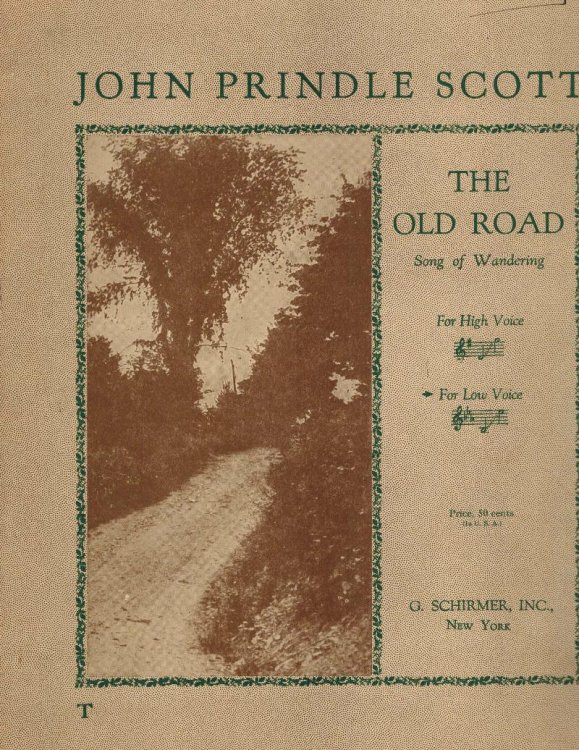 JOHN PRINDLE SCOTT
THE
OLD ROAD
Song of Wandering
For High Voice
For Low Voice
Price, 50 cents
(In U. S. A.)
G. SCHIRMER, INC.,
NEW YORK
T